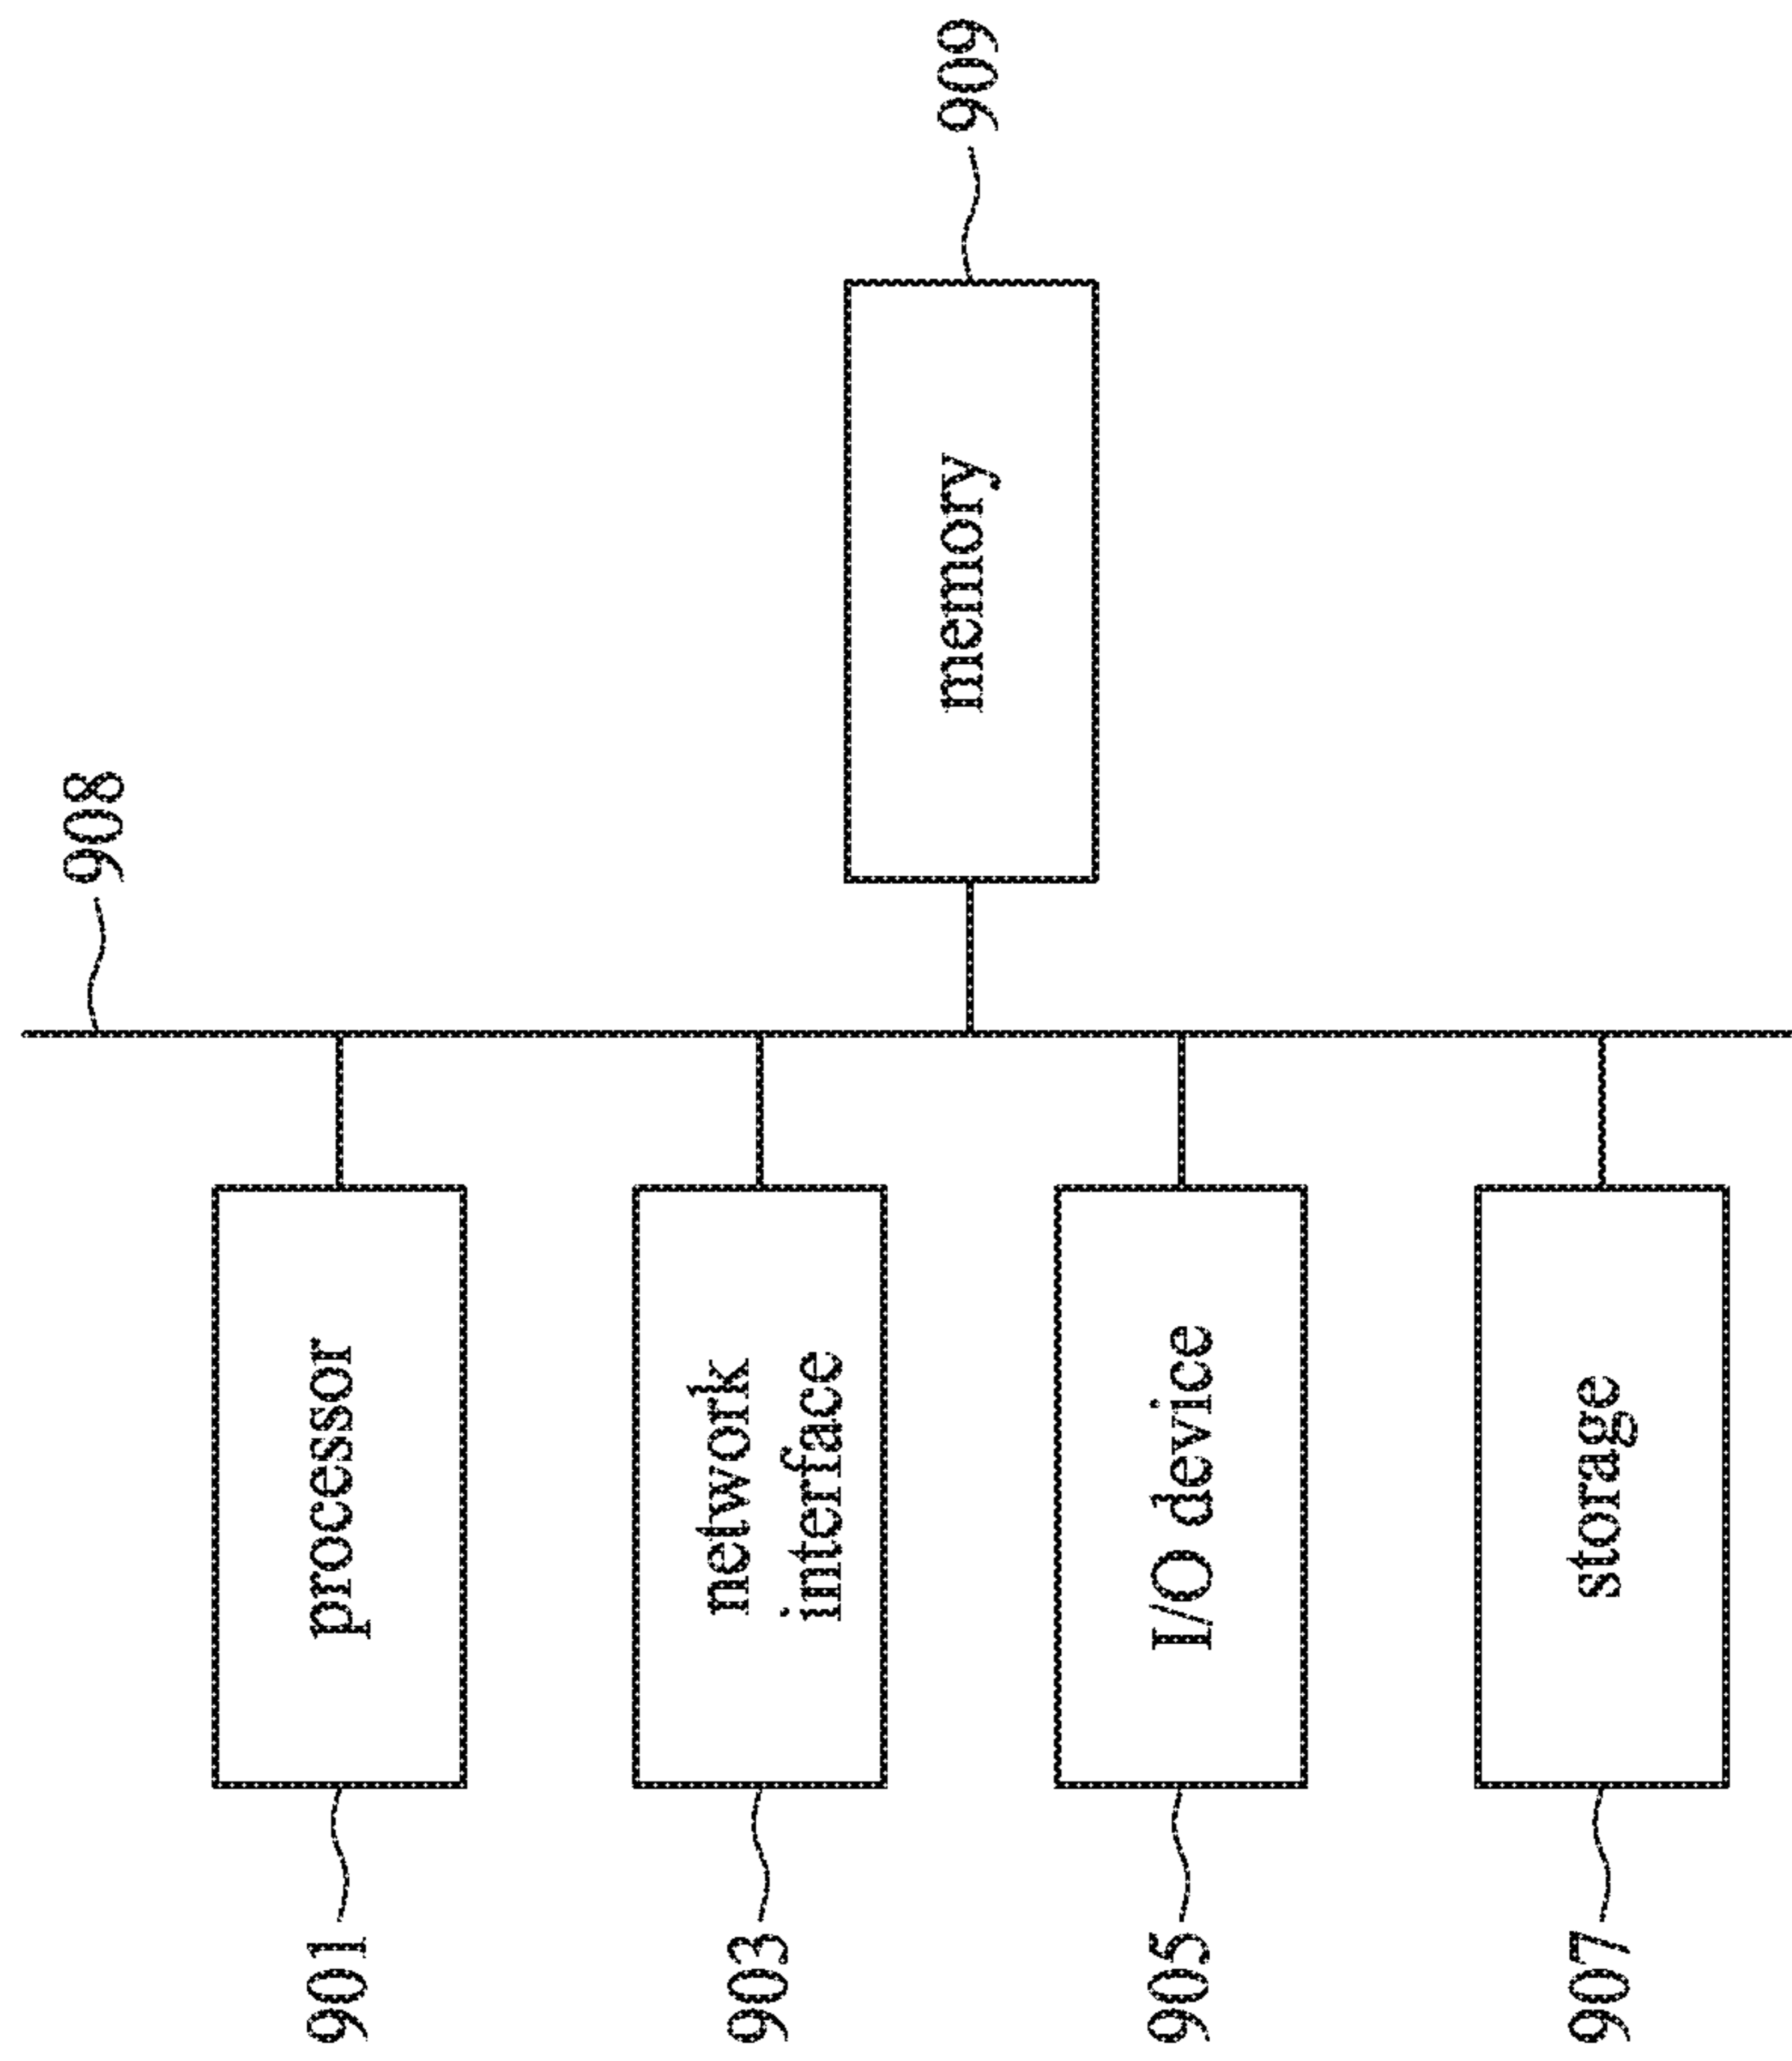 901
processor
903
network
interface
905
I/O device
907
storage
908
memory
909